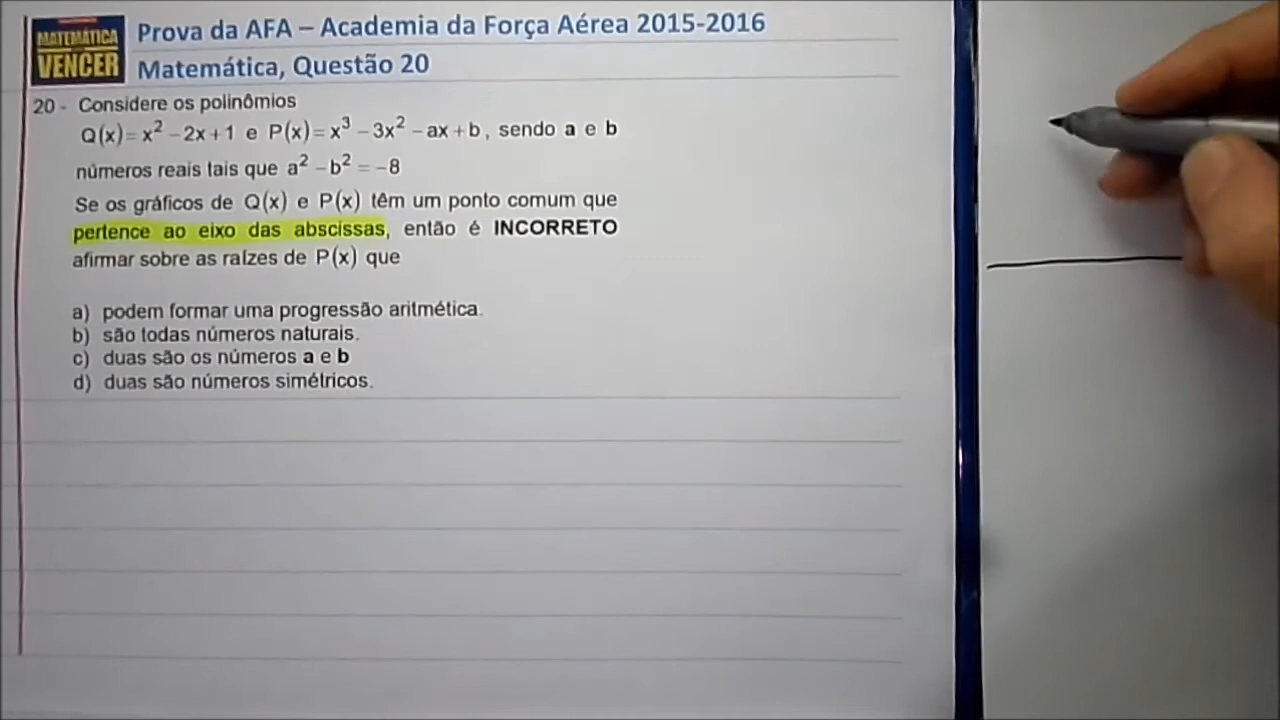 MATEMÁTICA
VENCER
Prova da AFA – Academia da Força Aérea 2015-2016
Matemática, Questão 20
20 - Considere os polinômios
Q(x) = x² – 2x + 1 e P(x) = x³ – 3x² – ax + b, sendo a e b
números reais tais que a² – b² = –8
Se os gráficos de Q(x) e P(x) têm um ponto comum que
pertence ao eixo das abscissas, então é INCORRETO
afirmar sobre as raízes de P(x) que
a) podem formar uma progressão aritmética.
b) são todas números naturais.
c) duas são os números a e b
d) duas são números simétricos.